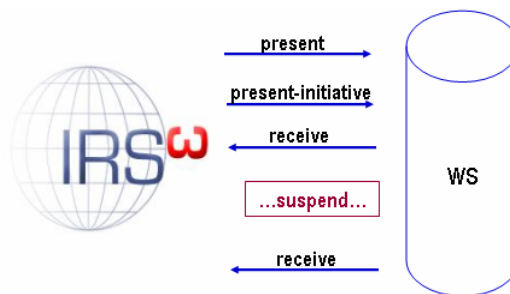 present
present-initiative
receive
IRS3
WS
...suspend...
receive